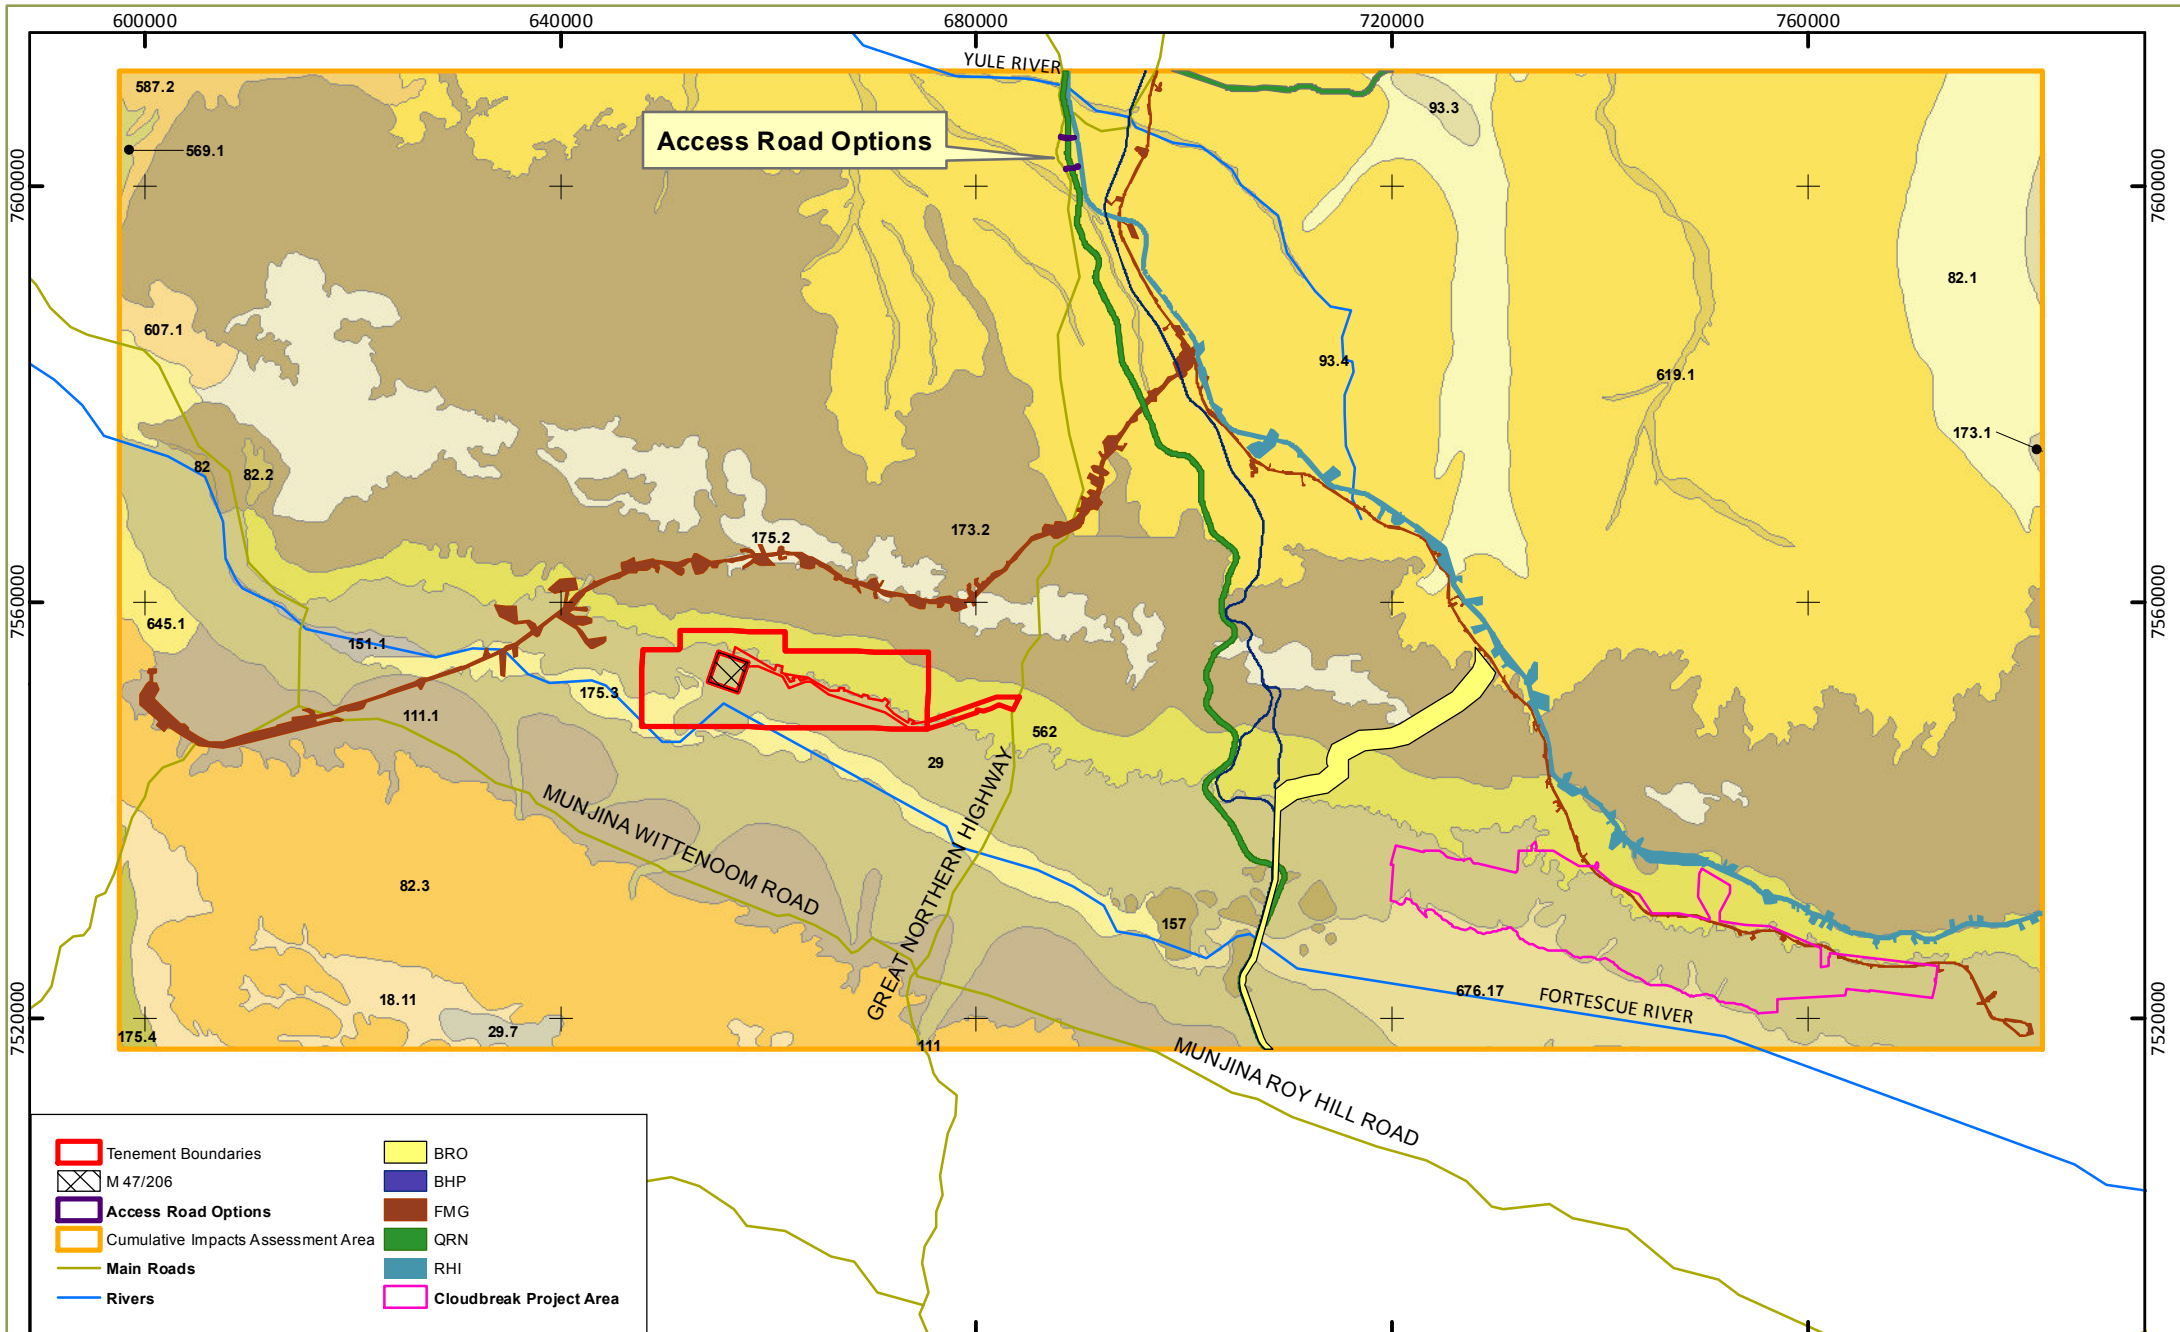 600000
640000
680000
720000
760000
YULE RIVER
587.2
93.3
Access Road Options
569.1
7600000
7600000
82.1
607.1
93.4
619.1
173.1
82
82.2
173.2
175.2
7560000
7560000
645.1
151.1
175.3
111.1
562
29
MUNJINA WITTENOOM ROAD
GREAT NORTHERN HIGHWAY
82.3
157
676.17
FORTESCUE RIVER
18.11
29.7
175.4
111
7520000
7520000
MUNJINA ROY HILL ROAD
Tenement Boundaries
M 47/206
Access Road Options
Cumulative Impacts Assessment Area
Main Roads
Rivers
BRO
BHP
FMG
QRN
RHI
Cloudbreak Project Area